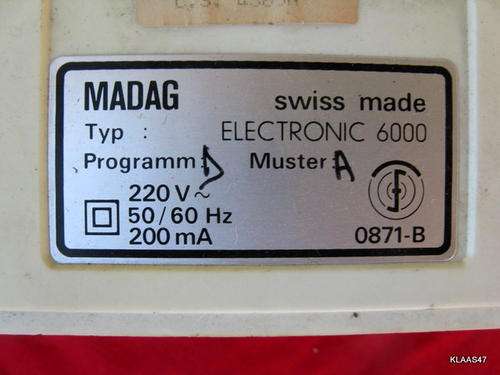 MADAG swiss made
Typ : ELECTRONIC 6000
Programm: D Muster: A
220 V~
50/60 Hz
200 mA 0871-B
KLAAS47